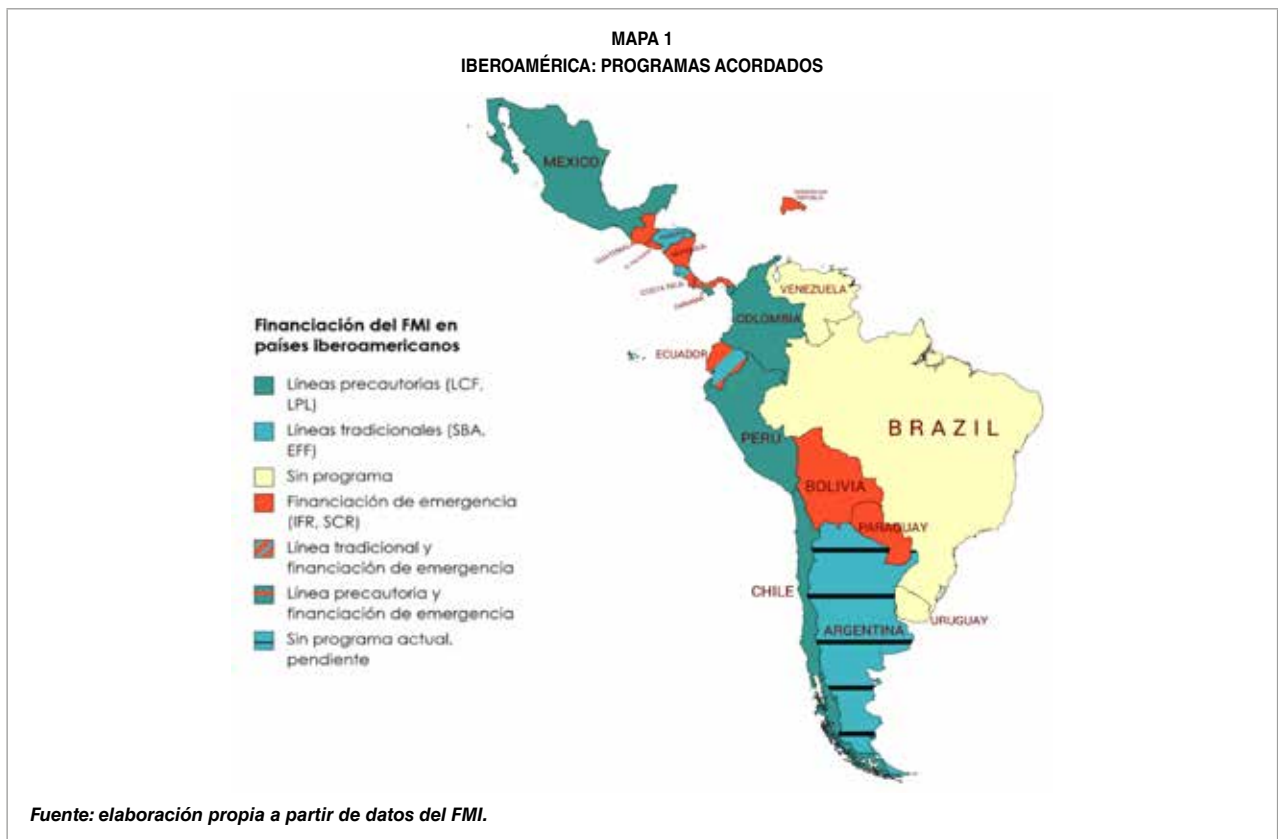 MAPA 1
IBEROAMÉRICA: PROGRAMAS ACORDADOS
MEXICO
COSTA RICA
VENEZUELA
COLOMBIA
ECUADOR
PERU
BRAZIL
BOLIVIA
PARAGUAY
CHILE
ARGENTINA
URUGUAY
Financiación del FMI en
países iberoamericanos
Líneas precautorias (LCF,
LPL)
Líneas tradicionales (SBA,
EFF)
Sin programa
Financiación de emergencia
(IFR, SCR)
Línea tradicional y
financiación de emergencia
Línea precautoria y
financiación de emergencia
Sin programa actual,
pendiente
Fuente: elaboración propia a partir de datos del FMI.